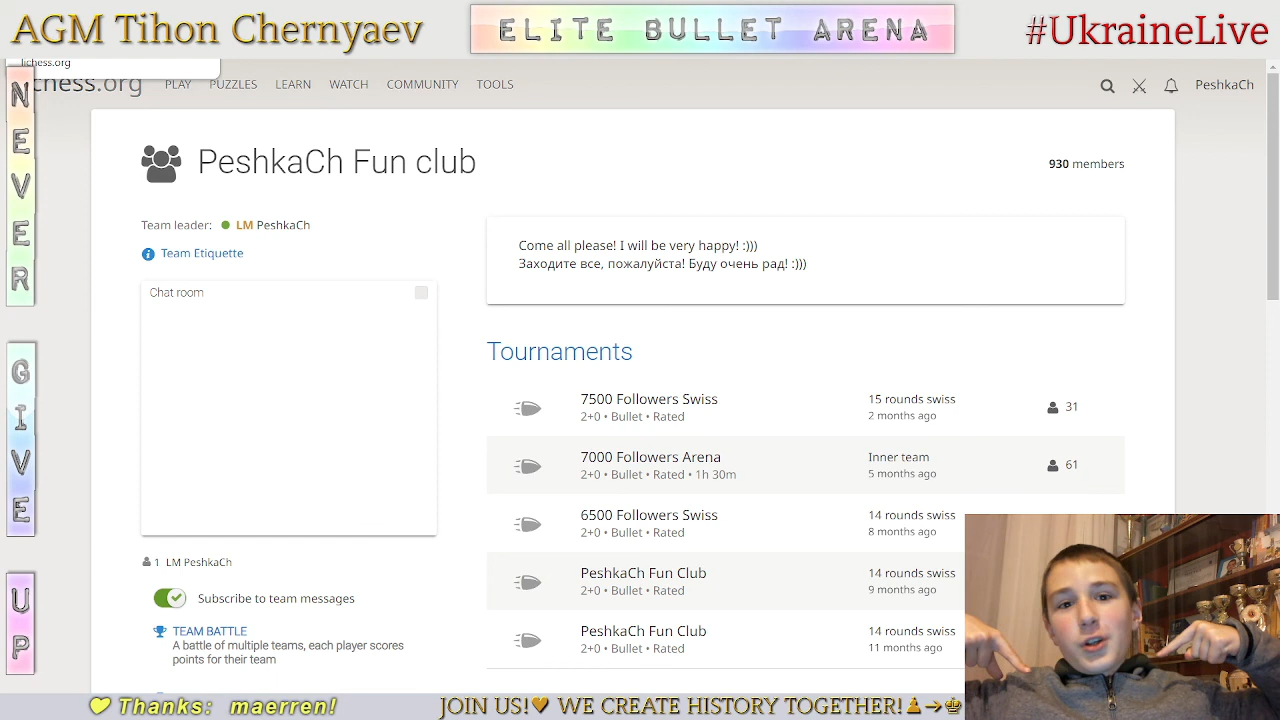 AGM Tihon Chernyaev
ELITE BULLET ARENA
#UkraineLive
lichess.org
lichess.org
PLAY
PUZZLES
LEARN
WATCH
COMMUNITY
TOOLS
PeshkaCh
NEVER
GIVE
UP
PeshkaCh Fun club
930 members
Team leader: LM PeshkaCh
Team Etiquette
Chat room
1 LM PeshkaCh
Subscribe to team messages
TEAM BATTLE
A battle of multiple teams, each player scores
points for their team
Come all please! I will be very happy! :)))
Заходите все, пожалуйста! Буду очень рад! :)))
Tournaments
7500 Followers Swiss
2+0 • Bullet • Rated
15 rounds swiss
2 months ago
31
7000 Followers Arena
2+0 • Bullet • Rated • 1h 30m
Inner team
5 months ago
61
6500 Followers Swiss
2+0 • Bullet • Rated
14 rounds swiss
8 months ago
PeshkaCh Fun Club
2+0 • Bullet • Rated
14 rounds swiss
9 months ago
PeshkaCh Fun Club
2+0 • Bullet • Rated
14 rounds swiss
11 months ago
Thanks: maerren!
JOIN US!♥ WE CREATE HISTORY TOGETHER!♟→♚